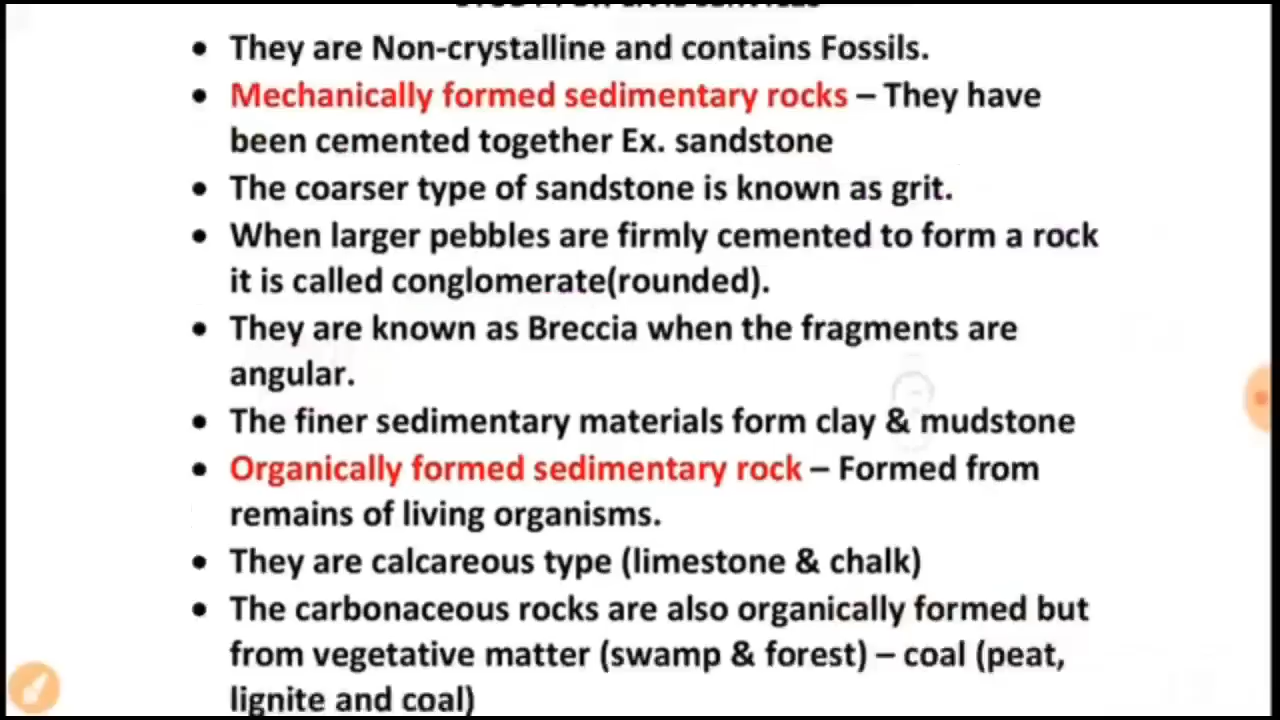 • They are Non-crystalline and contains Fossils.
• Mechanically formed sedimentary rocks – They have
been cemented together Ex. sandstone
• The coarser type of sandstone is known as grit.
• When larger pebbles are firmly cemented to form a rock
it is called conglomerate(rounded).
• They are known as Breccia when the fragments are
angular.
• The finer sedimentary materials form clay & mudstone
• Organically formed sedimentary rock – Formed from
remains of living organisms.
• They are calcareous type (limestone & chalk)
• The carbonaceous rocks are also organically formed but
from vegetative matter (swamp & forest) – coal (peat,
lignite and coal)